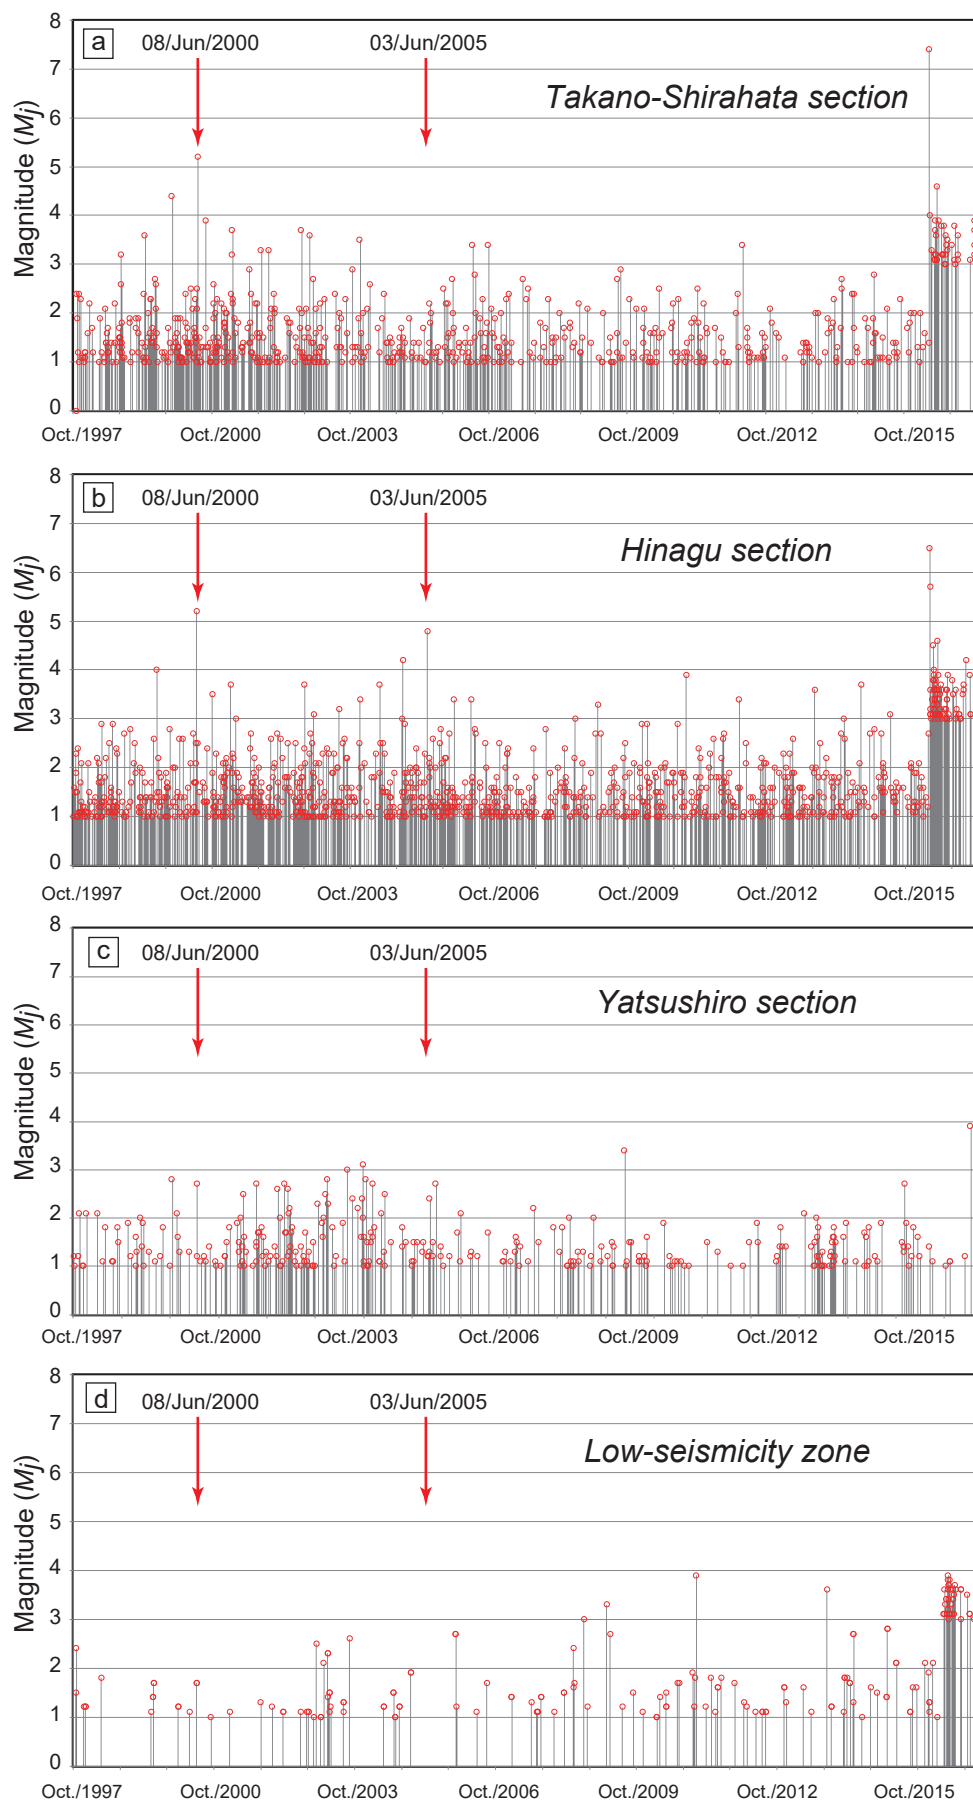 a
08/Jun/2000 03/Jun/2005
Takano-Shirahata section
Magnitude (Mj)
8
7
6
5
4
3
2
1
0
Oct./1997 Oct./2000 Oct./2003 Oct./2006 Oct./2009 Oct./2012 Oct./2015
b
08/Jun/2000 03/Jun/2005
Hinagu section
Magnitude (Mj)
8
7
6
5
4
3
2
1
0
Oct./1997 Oct./2000 Oct./2003 Oct./2006 Oct./2009 Oct./2012 Oct./2015
c
08/Jun/2000 03/Jun/2005
Yatsushiro section
Magnitude (Mj)
8
7
6
5
4
3
2
1
0
Oct./1997 Oct./2000 Oct./2003 Oct./2006 Oct./2009 Oct./2012 Oct./2015
d
08/Jun/2000 03/Jun/2005
Low-seismicity zone
Magnitude (Mj)
8
7
6
5
4
3
2
1
0
Oct./1997 Oct./2000 Oct./2003 Oct./2006 Oct./2009 Oct./2012 Oct./2015